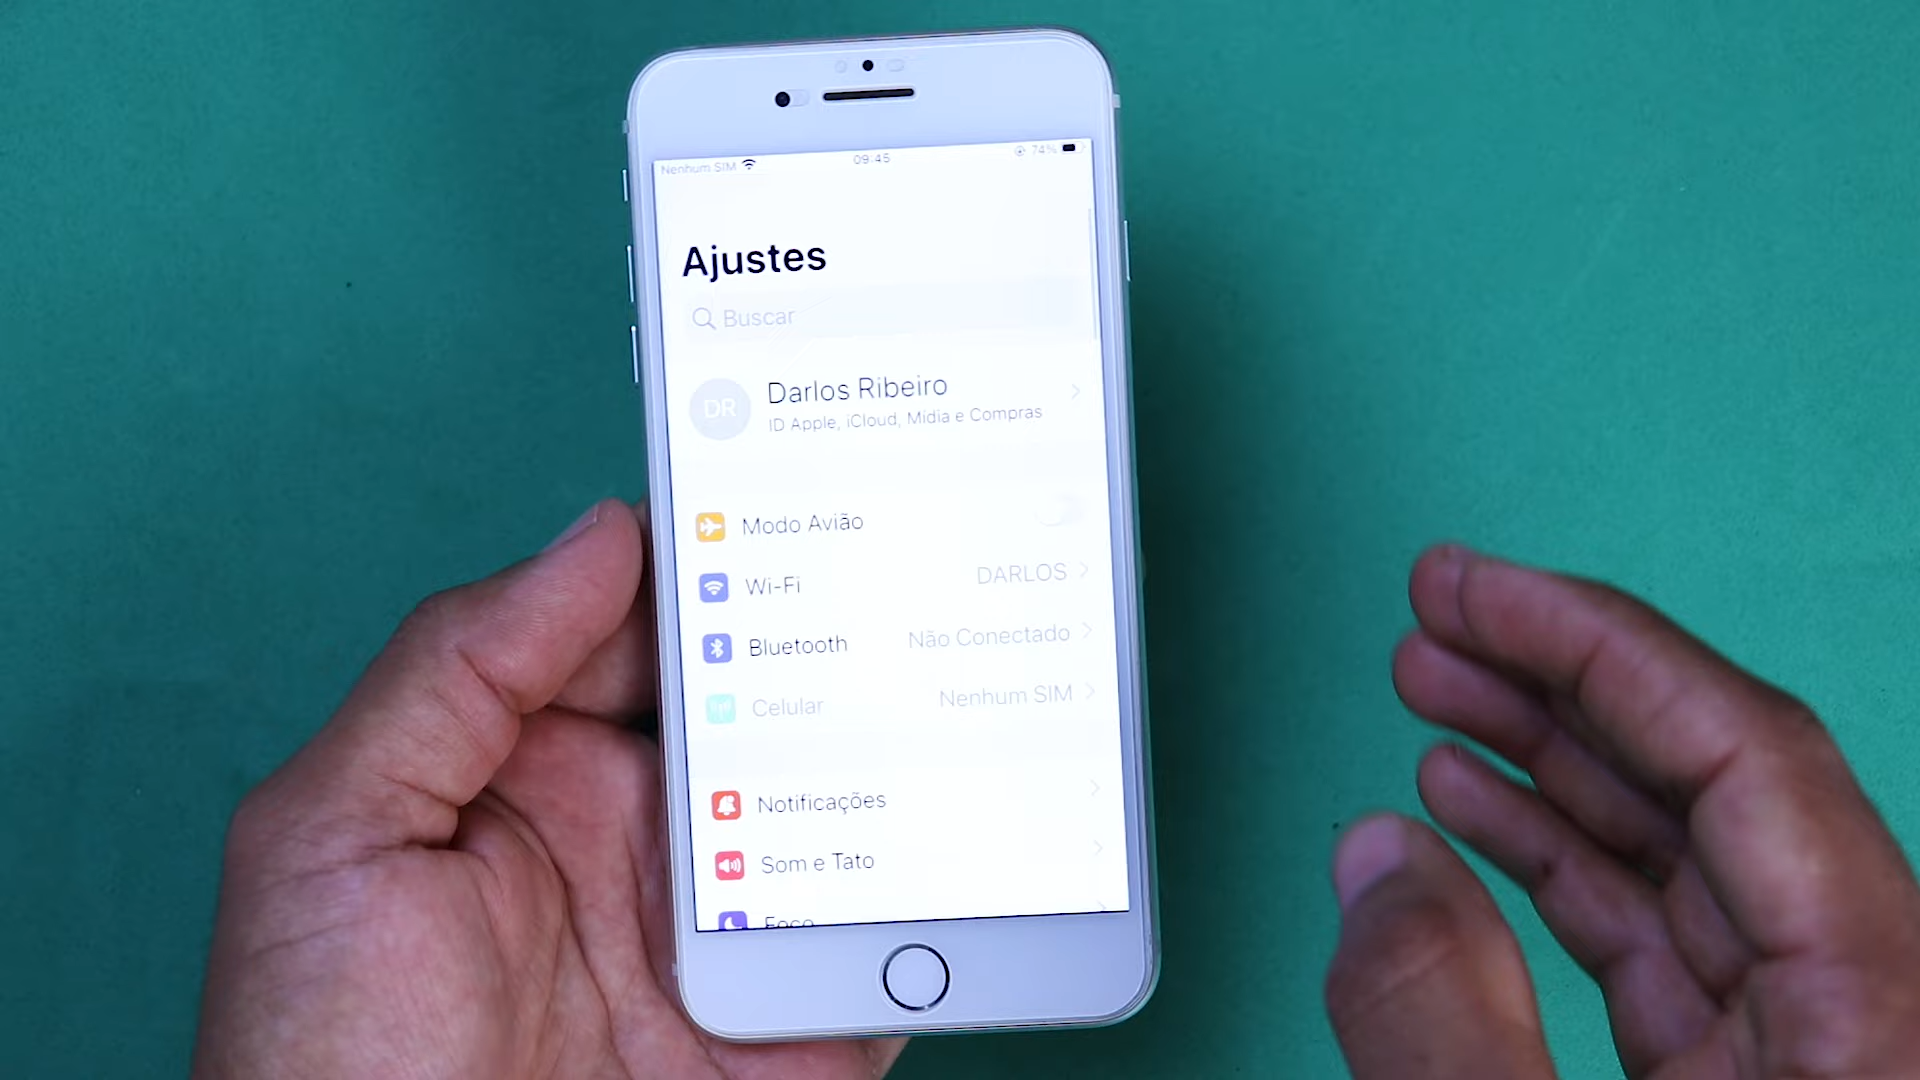 Nenhum SIM 09:45 74%
Ajustes
Buscar
DR
Darlos Ribeiro
ID Apple, iCloud, Mídia e Compras
Modo Avião
Wi-Fi DARLOS
Bluetooth Não Conectado
Celular Nenhum SIM
Notificações
Som e Tato
Foco